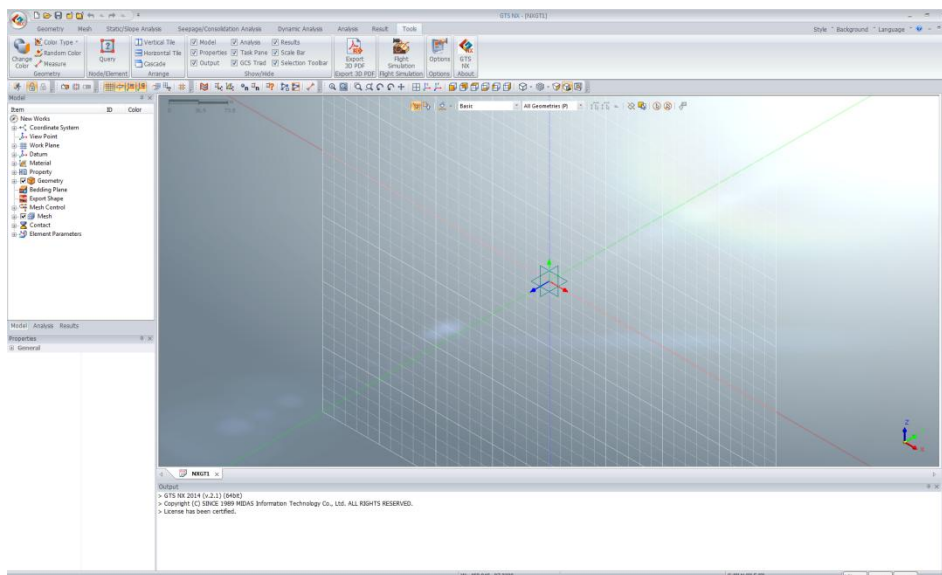 GTS NX - [NXGT1]
Geometry Mesh Static/Slope Analysis Seepage/Consolidation Analysis Dynamic Analysis Analysis Result Tools
Style Background Language
Change Color
Color Type
Random Color
Measure
Geometry
Query
Node/Element
Vertical Tile
Horizontal Tile
Cascade
Arrange
Model Analysis Results
Properties Task Pane Scale Bar
Output GCS Triad Selection Toolbar
Show/Hide
Export 3D PDF
Export 3D PDF
Flight Simulation
Flight Simulation
Options
Options
GTS NX
About
Model
Item ID Color
New Works
Coordinate System
View Point
Work Plane
Datum
Material
Property
Geometry
Bedding Plane
Export Shape
Mesh Control
Mesh
Contact
Element Parameters
Basic
All Geometries (P)
Z
X
Model Analysis Results
Properties
General
NXGT1
Output
> GTS NX 2014 (v.2.1) (64bit)
> Copyright (C) SINCE 1989 MIDAS Information Technology Co., Ltd. ALL RIGHTS RESERVED.
> License has been certified.